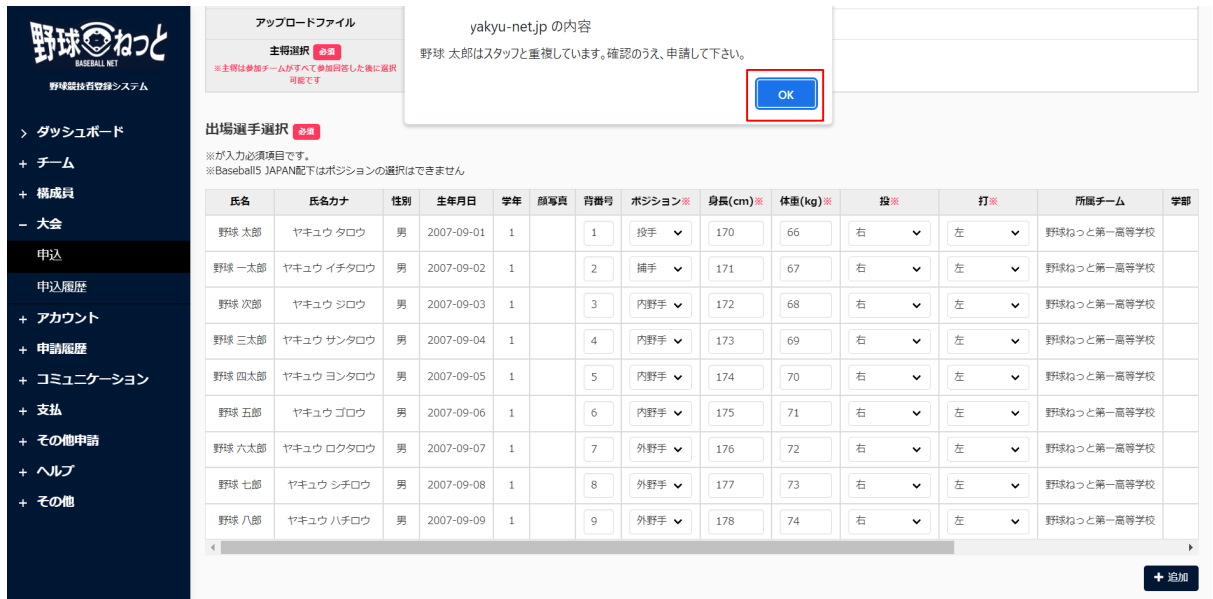 野球ねっと
BASEBALL NET
野球競技者登録システム
> ダッシュボード
+ チーム
+ 構成員
− 大会
申込
申込履歴
+ アカウント
+ 申請履歴
+ コミュニケーション
+ 支払
+ その他申請
+ ヘルプ
+ その他
アップロードファイル
主将選択 必須
※主将は参加チームがすべて参加回答した後に選択
可能です
yakyu-net.jp の内容
野球 太郎はスタッフと重複しています。確認のうえ、申請して下さい。
OK
出場選手選択 必須
※が入力必須項目です。
※Baseball5 JAPAN配下はポジションの選択はできません
氏名 氏名カナ 性別 生年月日 学年 顔写真 背番号 ポジション※ 身長(cm)※ 体重(kg)※ 投※ 打※ 所属チーム 学部
野球 太郎 ヤキュウ タロウ 男 2007-09-01 1 1 投手 170 66 右 左 野球ねっと第一高等学校
野球 一太郎 ヤキュウ イチタロウ 男 2007-09-02 1 2 捕手 171 67 右 左 野球ねっと第一高等学校
野球 次郎 ヤキュウ ジロウ 男 2007-09-03 1 3 内野手 172 68 右 左 野球ねっと第一高等学校
野球 三太郎 ヤキュウ サンタロウ 男 2007-09-04 1 4 内野手 173 69 右 左 野球ねっと第一高等学校
野球 四太郎 ヤキュウ ヨンタロウ 男 2007-09-05 1 5 内野手 174 70 右 左 野球ねっと第一高等学校
野球 五郎 ヤキュウ ゴロウ 男 2007-09-06 1 6 内野手 175 71 右 左 野球ねっと第一高等学校
野球 六太郎 ヤキュウ ロクタロウ 男 2007-09-07 1 7 外野手 176 72 右 左 野球ねっと第一高等学校
野球 七郎 ヤキュウ シチロウ 男 2007-09-08 1 8 外野手 177 73 右 左 野球ねっと第一高等学校
野球 八郎 ヤキュウ ハチロウ 男 2007-09-09 1 9 外野手 178 74 右 左 野球ねっと第一高等学校
+ 追加